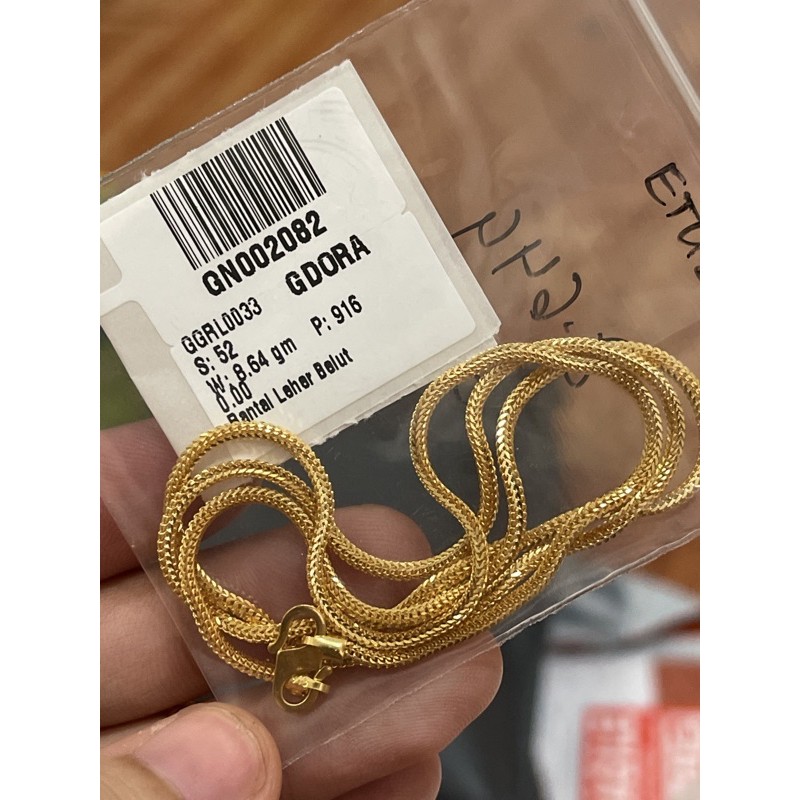 GN002082
GGRL0033 GDORA
S: 52
W: 8.64 gm P: 916
0.00
Rantai Leher Belut